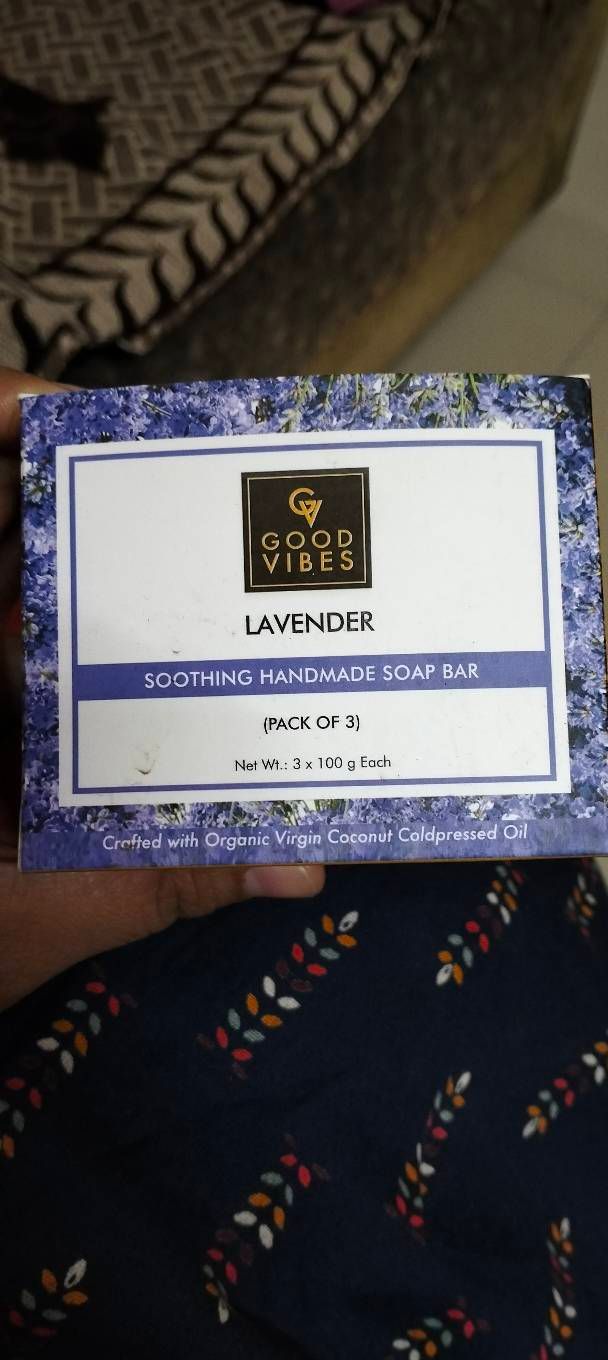 GV
GOOD
VIBES
LAVENDER
SOOTHING HANDMADE SOAP BAR
(PACK OF 3)
Net Wt.: 3 x 100 g Each
Crafted with Organic Virgin Coconut Coldpressed Oil